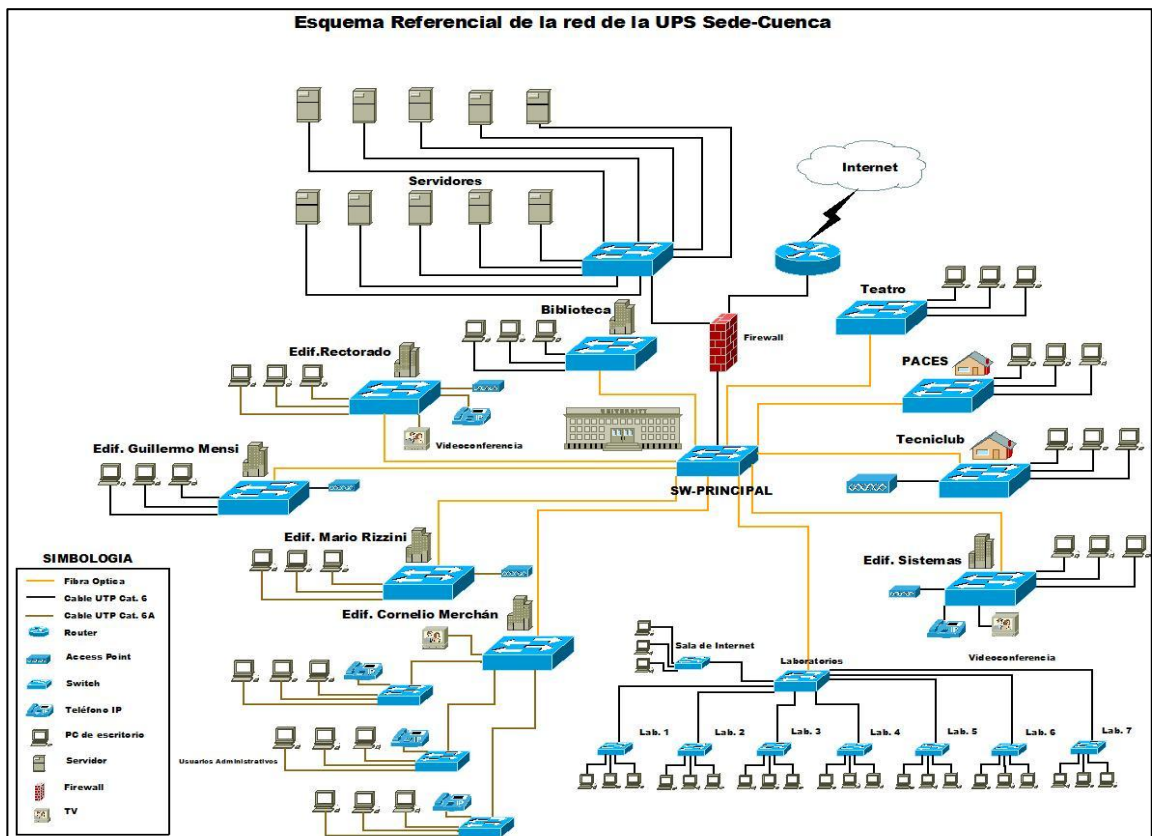 Esquema Referencial de la red de la UPS Sede-Cuenca
Servidores
Internet
Biblioteca
Teatro
Firewall
Edif.Rectorado
PACES
UNIVERSITY
Videoconferencia
Edif. Guillermo Mensi
Tecniclub
SW-PRINCIPAL
Edif. Mario Rizzini
Edif. Sistemas
SIMBOLOGIA
Fibra Optica
Cable UTP Cat. 6
Cable UTP Cat. 6A
Router
Access Point
Switch
Teléfono IP
PC de escritorio
Servidor
Firewall
TV
Edif. Cornelio Merchán
Sala de Internet
Laboratorios
Videoconferencia
Usuarios Administrativos
Lab. 1
Lab. 2
Lab. 3
Lab. 4
Lab. 5
Lab. 6
Lab. 7